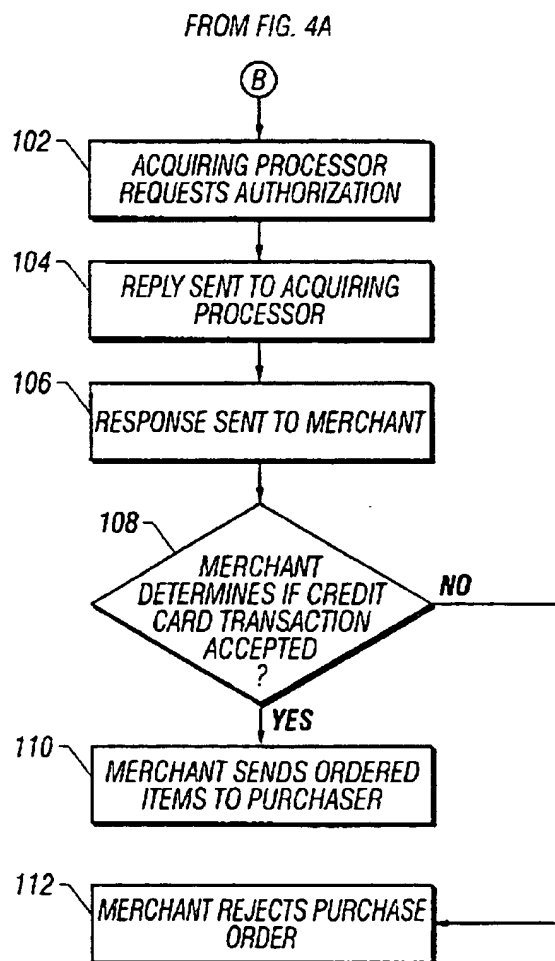 FROM FIG. 4A
B
102
ACQUIRING PROCESSOR
REQUESTS AUTHORIZATION
104
REPLY SENT TO ACQUIRING
PROCESSOR
106
RESPONSE SENT TO MERCHANT
108
MERCHANT
DETERMINES IF CREDIT
CARD TRANSACTION
ACCEPTED
?
NO
YES
110
MERCHANT SENDS ORDERED
ITEMS TO PURCHASER
112
MERCHANT REJECTS PURCHASE
ORDER